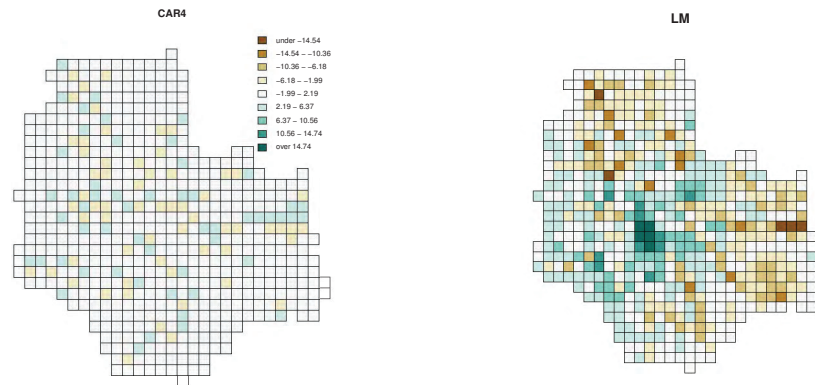 CAR4
LM
under −14.54
−14.54 − −10.36
−10.36 − −6.18
−6.18 − −1.99
−1.99 − 2.19
2.19 − 6.37
6.37 − 10.56
10.56 − 14.74
over 14.74